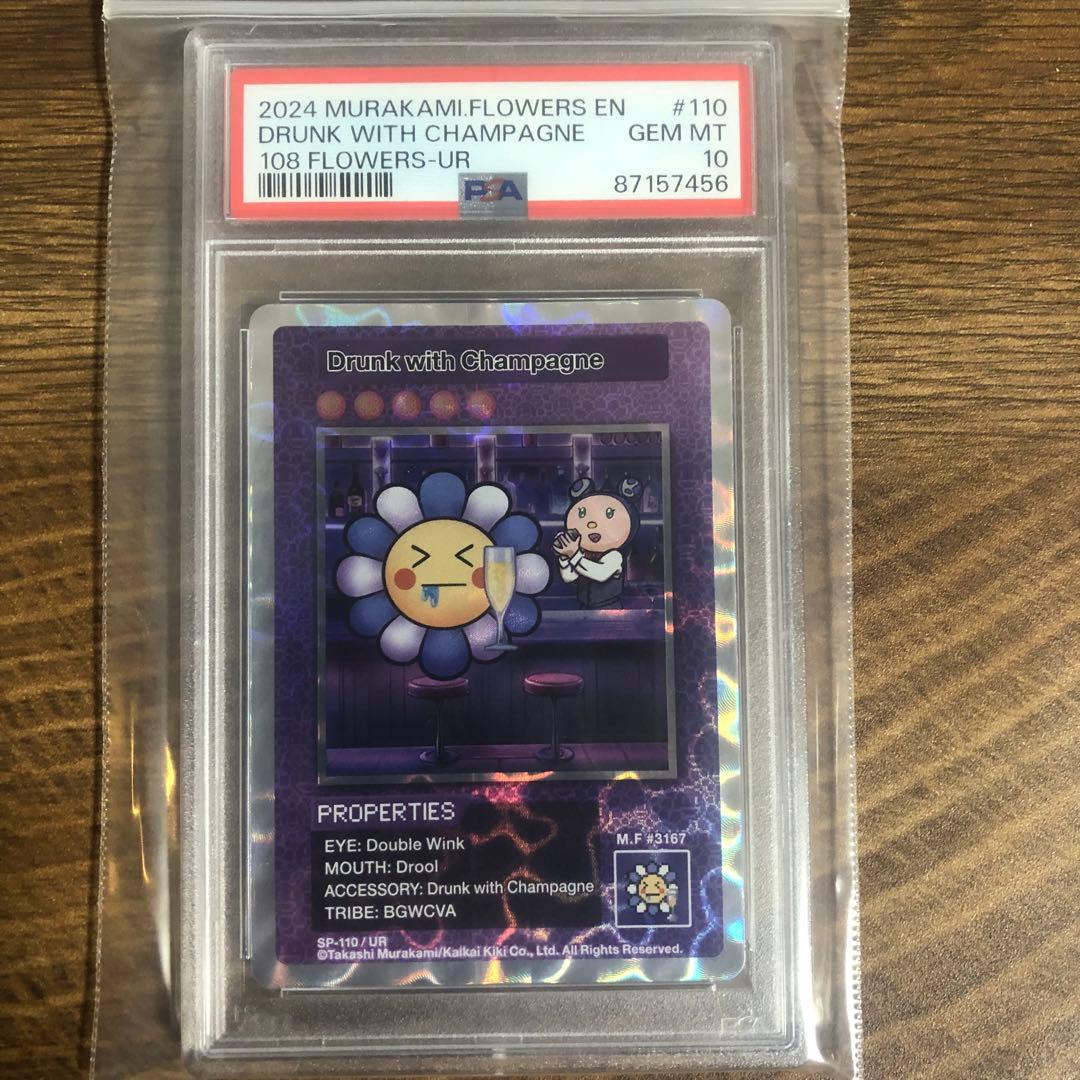 2024 MURAKAMI.FLOWERS EN #110
DRUNK WITH CHAMPAGNE GEM MT
108 FLOWERS-UR 10
PSA 87157456
Drunk with Champagne
PROPERTIES
EYE: Double Wink
MOUTH: Drool
ACCESSORY: Drunk with Champagne
TRIBE: BGWCVA
M.F #3167
SP-110 / UR
©Takashi Murakami/Kaikai Kiki Co., Ltd. All Rights Reserved.